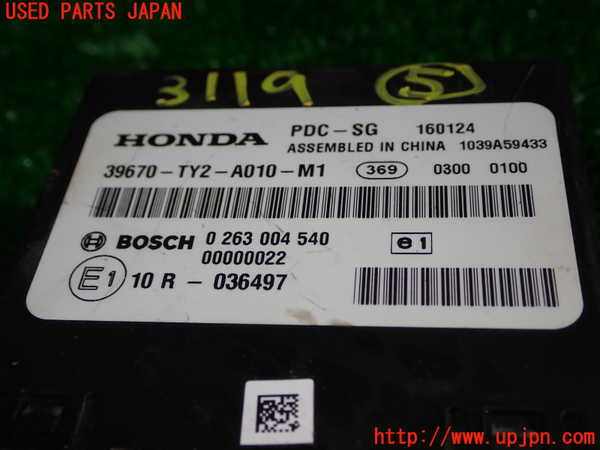 USED PARTS JAPAN
3119 5
HONDA PDC-SG 160124
ASSEMBLED IN CHINA 1039A59433
39670-TY2-A010-M1 369 0300 0100
BOSCH 0 263 004 540 e1
00000022
E1 10 R - 036497
http://www.upjpn.com/